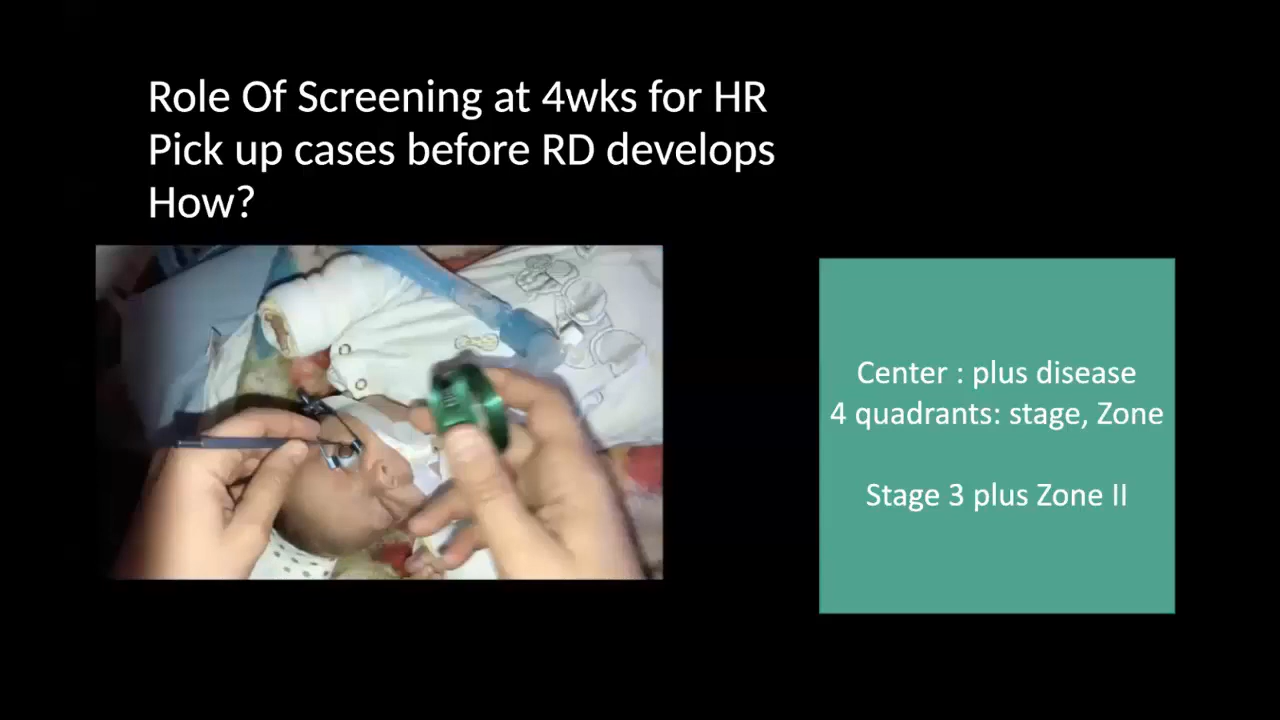 Role Of Screening at 4wks for HR
Pick up cases before RD develops
How?
Center : plus disease
4 quadrants: stage, Zone
Stage 3 plus Zone II